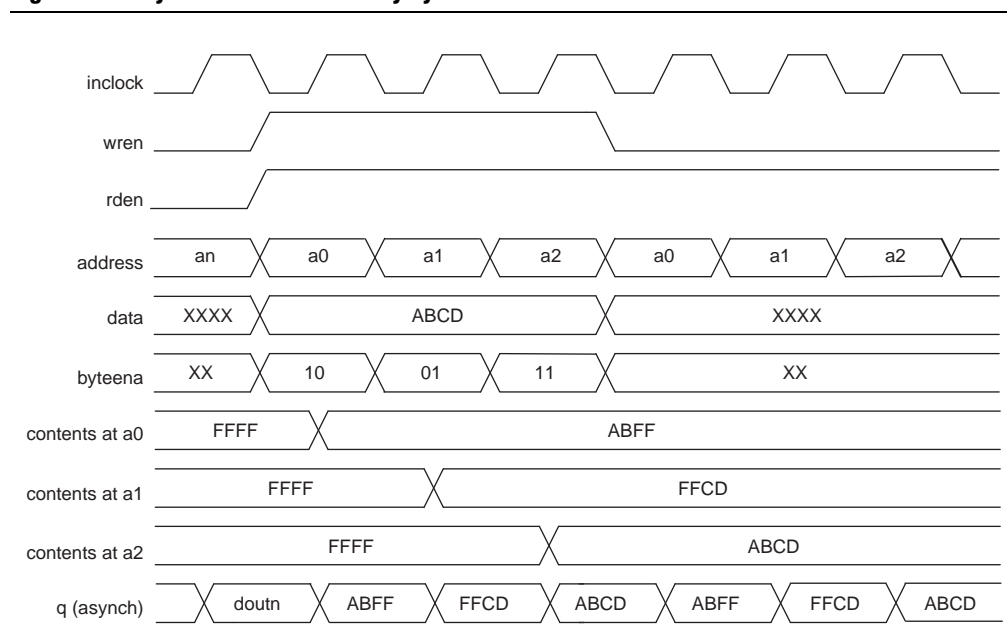 inclock
wren
rden
address an a0 a1 a2 a0 a1 a2
data XXXX ABCD XXXX
byteena XX 10 01 11 XX
contents at a0 FFFF ABFF
contents at a1 FFFF FFCD
contents at a2 FFFF ABCD
q (asynch) doutn ABFF FFCD ABCD ABFF FFCD ABCD